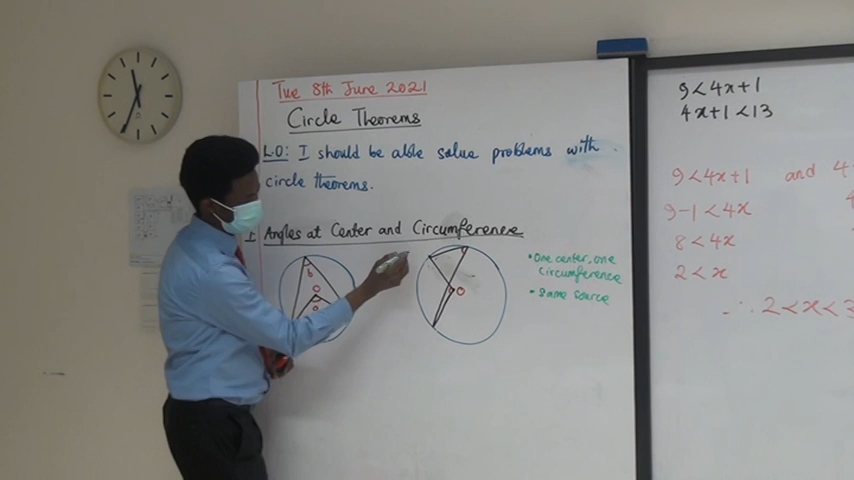 Tue 8th June 2021
Circle Theorems
L.O: I should be able solve problems with
circle theorems.
1: Angles at Center and Circumference
b
O
a
O
• One center, one
circumference
• Same source
9<4x+1
4x+1<13
9<4x+1 and 4
9-1<4x
8<4x
2<x
∴ 2<x<3